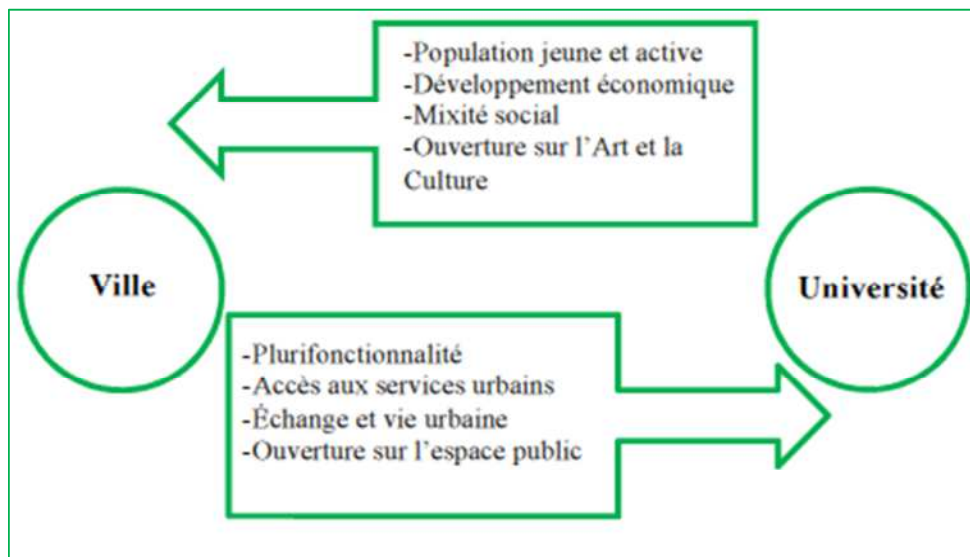 -Population jeune et active
-Développement économique
-Mixité social
-Ouverture sur l'Art et la
Culture
Ville
Université
-Plurifonctionnalité
-Accès aux services urbains
-Échange et vie urbaine
-Ouverture sur l'espace public